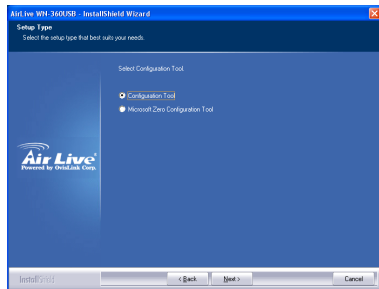 AirLive WN-360USB - InstallShield Wizard
Setup Type
Select the setup type that best suits your needs.
Select Configuration Tool.
Configuration Tool
Microsoft Zero Configuration Tool
Air Live®
Powered by OvisLink Corp.
InstallShield
< Back
Next >
Cancel